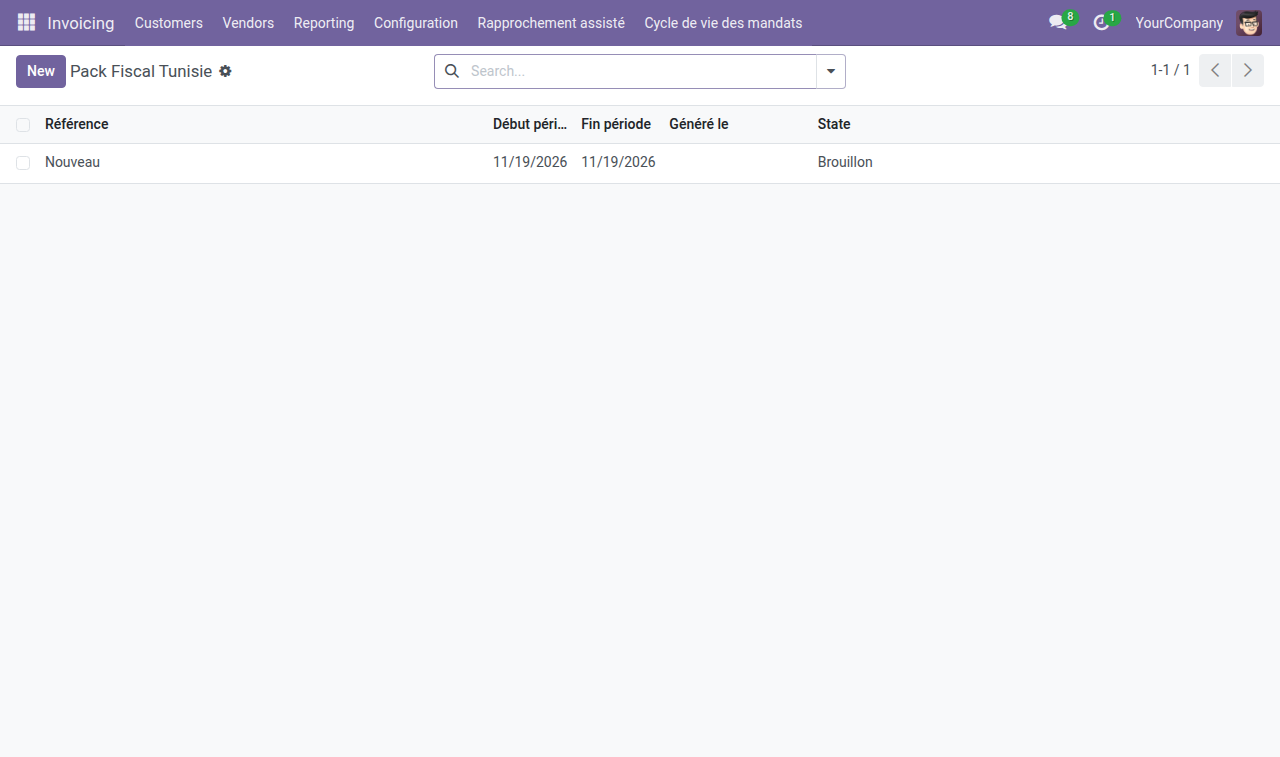 Invoicing Customers Vendors Reporting Configuration Rapprochement assisté Cycle de vie des mandats 8 1 YourCompany
New Pack Fiscal Tunisie Search... 1-1 / 1
Référence Début péri... Fin période Généré le State
Nouveau 11/19/2026 11/19/2026 Brouillon